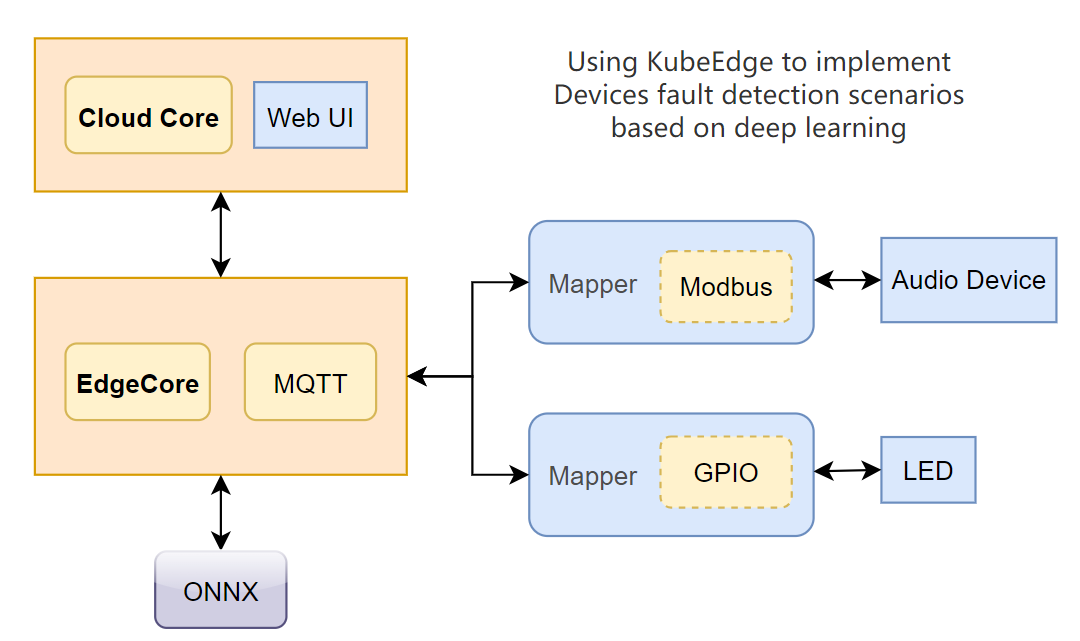 Using KubeEdge to implement
Devices fault detection scenarios
based on deep learning
Cloud Core
Web UI
EdgeCore
MQTT
Mapper
Modbus
Audio Device
Mapper
GPIO
LED
ONNX